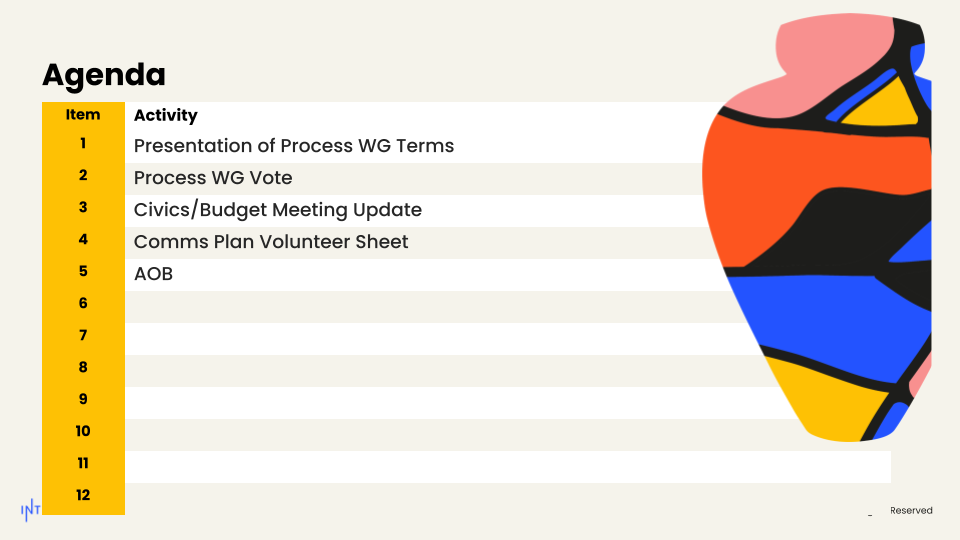 Agenda
Item Activity
1 Presentation of Process WG Terms
2 Process WG Vote
3 Civics/Budget Meeting Update
4 Comms Plan Volunteer Sheet
5 AOB
6
7
8
9
10
11
12
INT
Reserved